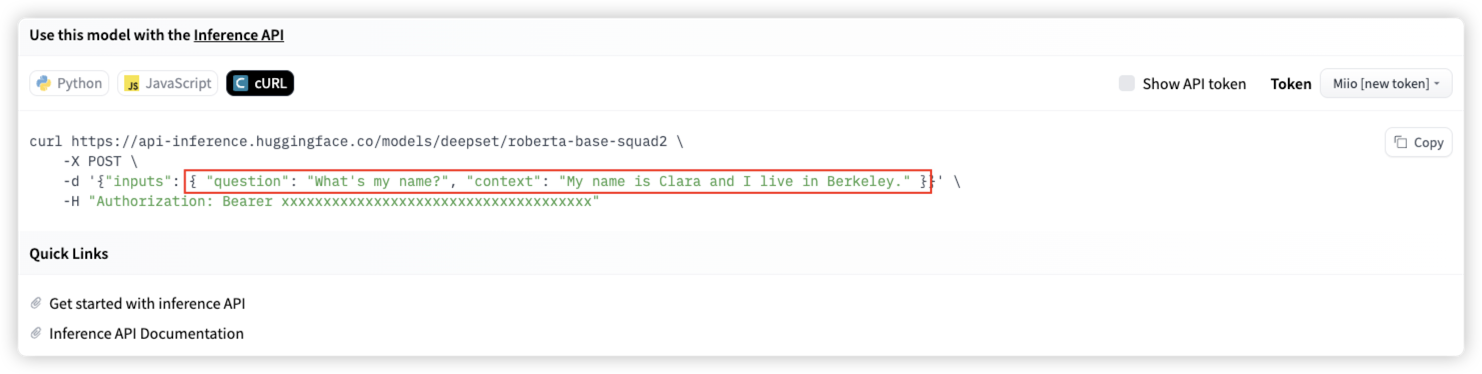 Use this model with the Inference API
Python JavaScript cURL Show API token Token Miio [new token]
curl https://api-inference.huggingface.co/models/deepset/roberta-base-squad2 \
Copy
-X POST \
-d '{"inputs": { "question": "What's my name?", "context": "My name is Clara and I live in Berkeley." }}' \
-H "Authorization: Bearer xxxxxxxxxxxxxxxxxxxxxxxxxxxxxxxxxxxxx"
Quick Links
Get started with inference API
Inference API Documentation